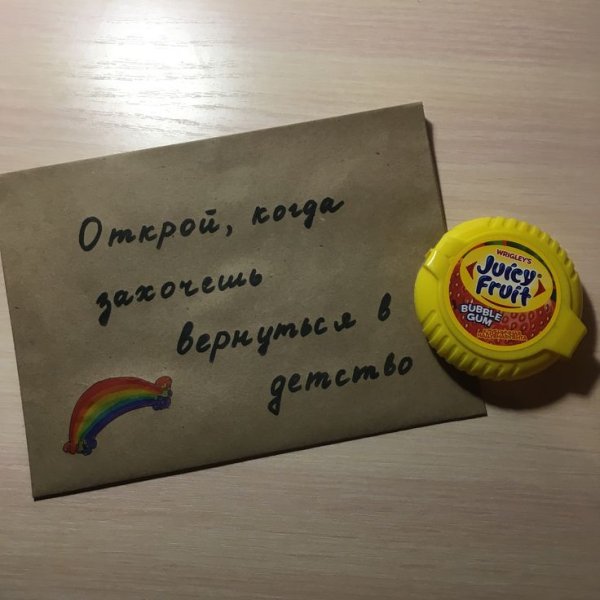 Открой, когда
захочешь
вернуться в
детство
WRIGLEY'S
Juicy
Fruit
BUBBLE
GUM